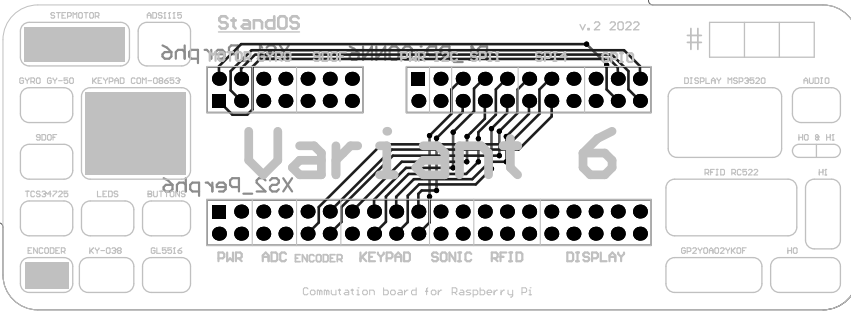 STEPMOTOR
ADS1115
StandOS
v.2 2022
#
XS2_Perph6
GYRO GY-50
KEYPAD COM-08653
DISPLAY MSP3520
AUDIO
9DOF
HO & HI
Variant 6
RFID RC522
HI
TCS34725
LEDS
BUTTONS
ENCODER
KY-038
GL5516
PWR
ADC
ENCODER
KEYPAD
SONIC
RFID
DISPLAY
GP2Y0A02YK0F
HO
Commutation board for Raspberry Pi